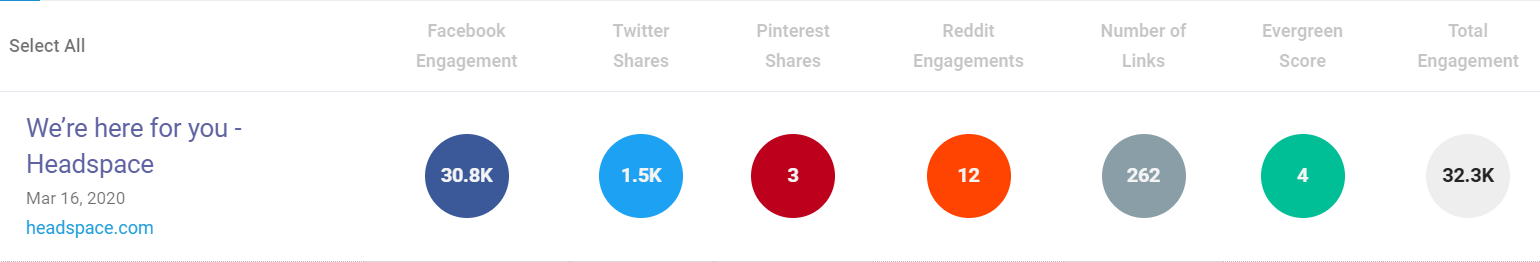 Select All
Facebook
Engagement
Twitter
Shares
Pinterest
Shares
Reddit
Engagements
Number of
Links
Evergreen
Score
Total
Engagement
We’re here for you -
Headspace
Mar 16, 2020
headspace.com
30.8K
1.5K
3
12
262
4
32.3K